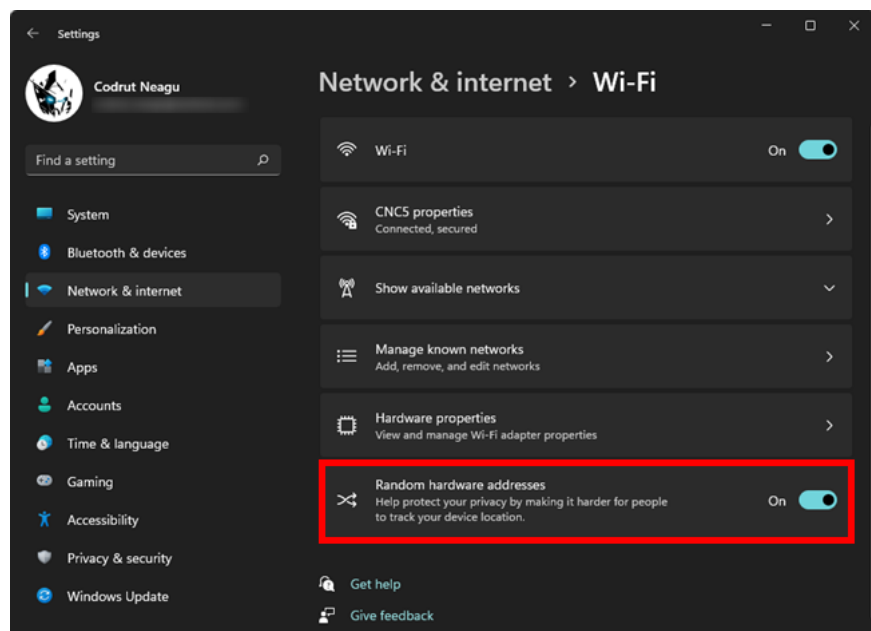 Settings
Codrut Neagu
Find a setting
System
Bluetooth & devices
Network & internet
Personalization
Apps
Accounts
Time & language
Gaming
Accessibility
Privacy & security
Windows Update
Network & internet > Wi-Fi
Wi-Fi
On
CNC5 properties
Connected, secured
Show available networks
Manage known networks
Add, remove, and edit networks
Hardware properties
View and manage Wi-Fi adapter properties
Random hardware addresses
Help protect your privacy by making it harder for people
to track your device location.
On
Get help
Give feedback